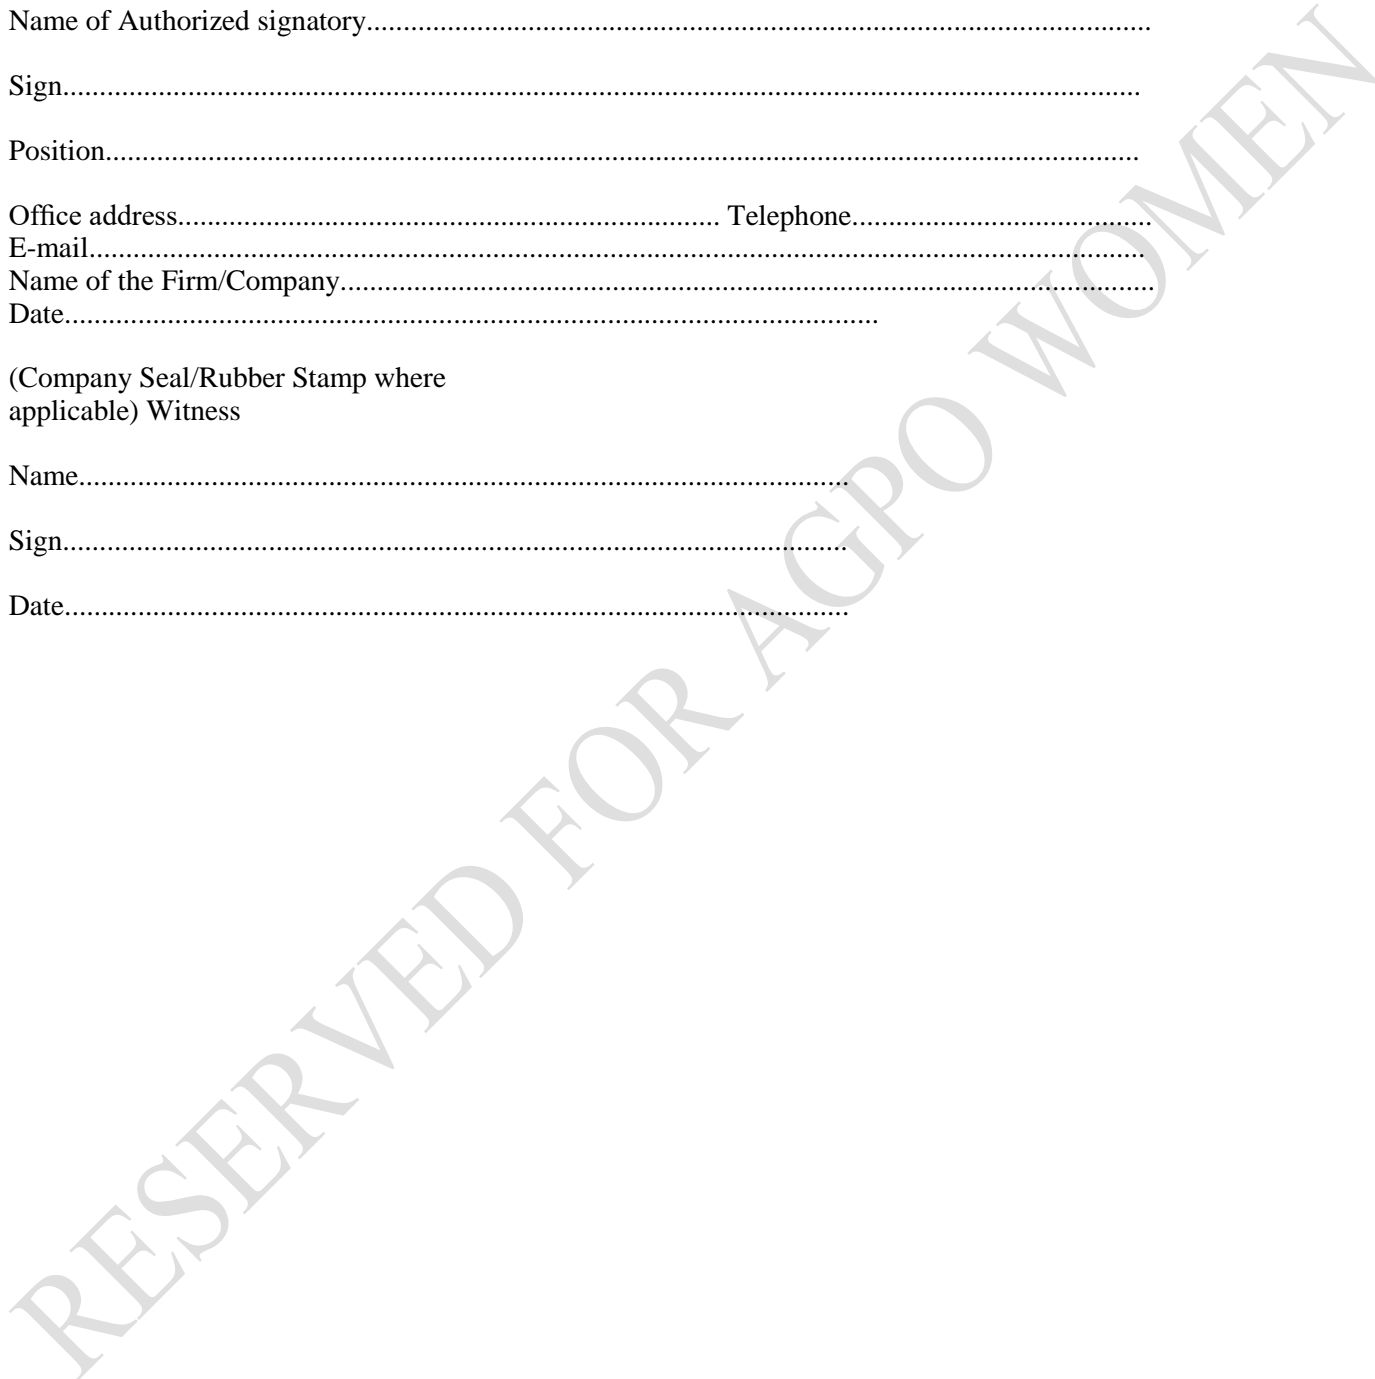 Name of Authorized signatory..........................................................................................................
Sign..................................................................................................................................................
Position............................................................................................................................................
Office address......................................................................... Telephone........................................
E-mail...............................................................................................................................................
Name of the Firm/Company..............................................................................................................
Date..............................................................................................................
(Company Seal/Rubber Stamp where
applicable) Witness
Name........................................................................................................
Sign..........................................................................................................
Date..........................................................................................................
RESERVED FOR AGPO WOMEN